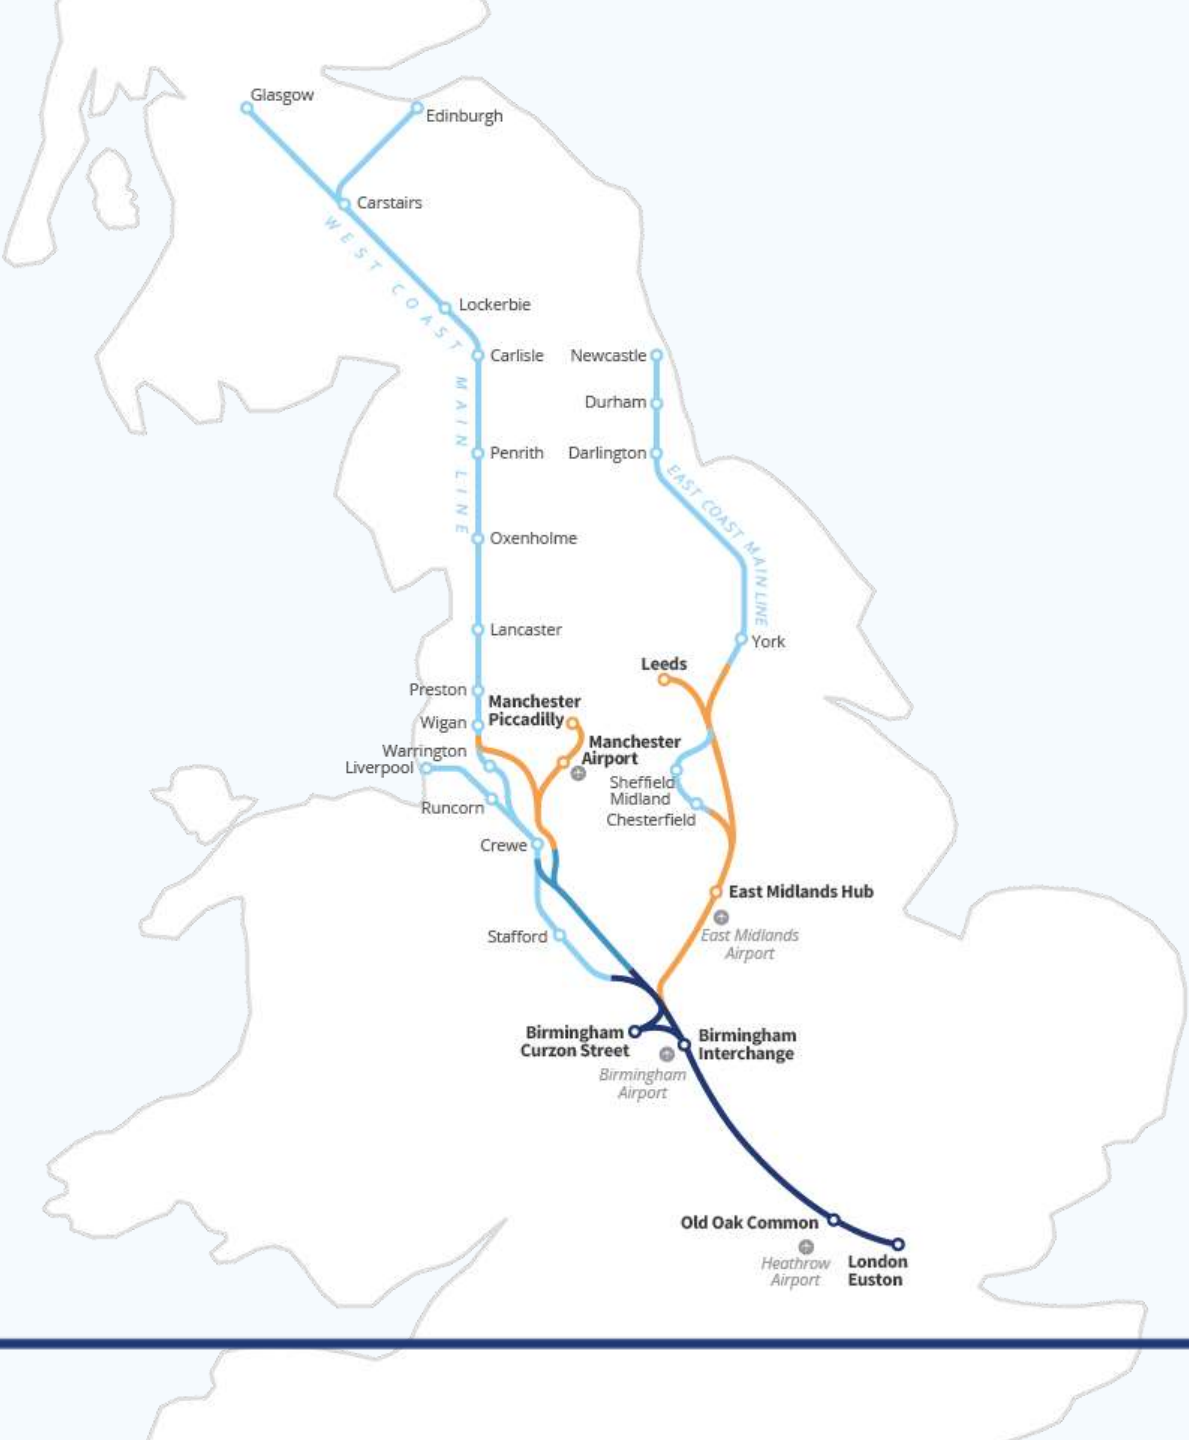 Glasgow
Edinburgh
Carstairs
WEST COAST MAIN LINE
Lockerbie
Carlisle
Newcastle
Durham
Penrith
Darlington
EAST COAST MAIN LINE
Oxenholme
Lancaster
York
Leeds
Preston
Manchester
Piccadilly
Wigan
Manchester
Airport
Warrington
Liverpool
Sheffield
Midland
Runcorn
Chesterfield
Crewe
East Midlands Hub
East Midlands
Airport
Stafford
Birmingham
Curzon Street
Birmingham
Interchange
Birmingham
Airport
Old Oak Common
Heathrow
Airport
London
Euston